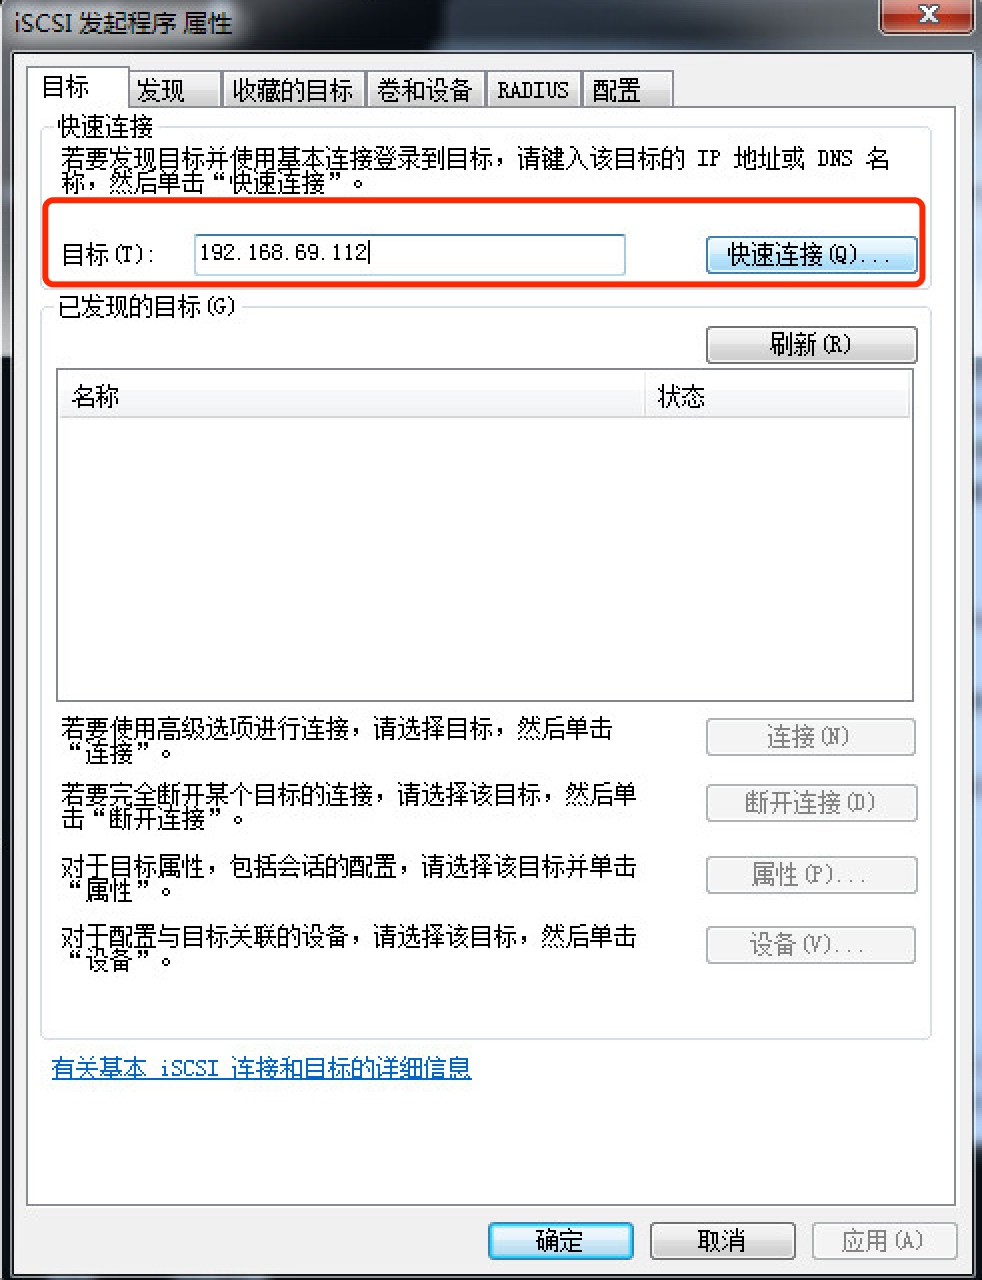 iSCSI 发起程序 属性
目标 发现 收藏的目标 卷和设备 RADIUS 配置
快速连接
若要发现目标并使用基本连接登录到目标，请键入该目标的 IP 地址或 DNS 名
称，然后单击“快速连接”。
目标(T): 192.168.69.112 快速连接(Q)...
已发现的目标(G)
刷新(R)
名称 状态
若要使用高级选项进行连接，请选择目标，然后单击
“连接”。
连接(N)
若要完全断开某个目标的连接，请选择该目标，然后单
击“断开连接”。
断开连接(D)
对于目标属性，包括会话的配置，请选择该目标并单击
“属性”。
属性(P)...
对于配置与目标关联的设备，请选择该目标，然后单击
“设备”。
设备(V)...
有关基本 iSCSI 连接和目标的详细信息
确定 取消 应用(A)